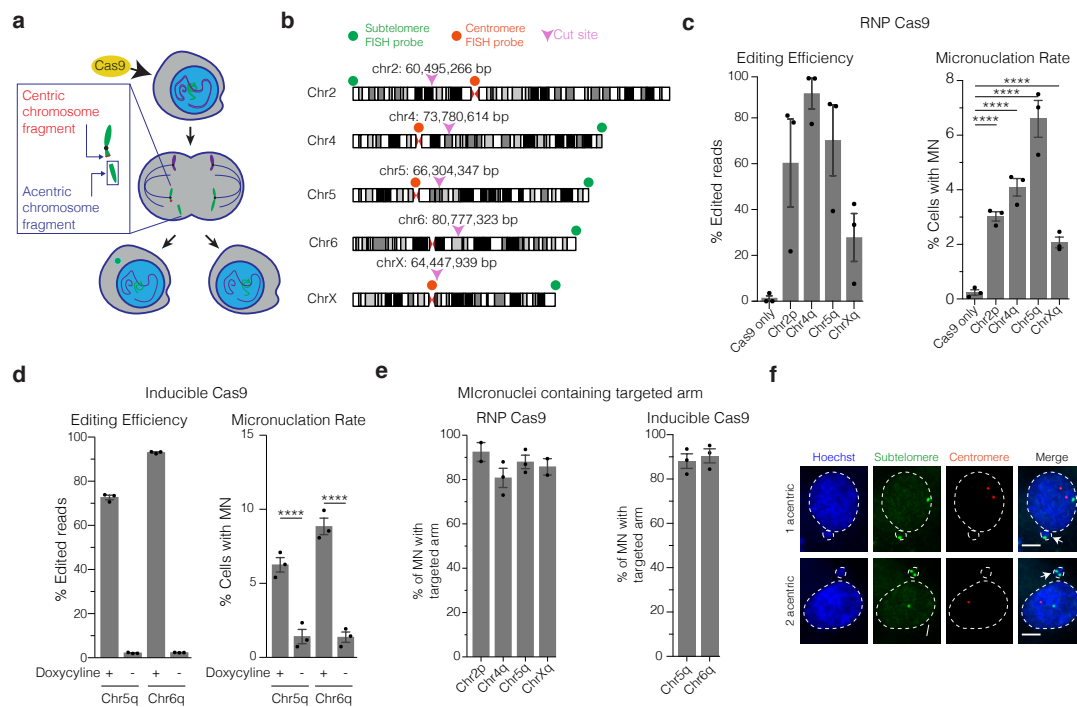 a
Cas9
Centric
chromosome
fragment
Acentric
chromosome
fragment
b
Subtelomere
FISH probe
Centromere
FISH probe
Cut site
chr2: 60,495,266 bp
Chr2
chr4: 73,780,614 bp
Chr4
chr5: 66,304,347 bp
Chr5
chr6: 80,777,323 bp
Chr6
chrX: 64,447,939 bp
ChrX
c
RNP Cas9
Editing Efficiency
% Edited reads
100
80
60
40
20
0
Cas9 only
Chr2p
Chr4q
Chr5q
ChrXq
Micronuclation Rate
% Cells with MN
8
6
4
2
0
****
****
****
****
Cas9 only
Chr2p
Chr4q
Chr5q
ChrXq
d
Inducible Cas9
Editing Efficiency
% Edited reads
100
80
60
40
20
0
Micronuclation Rate
% Cells with MN
15
10
5
0
****
****
Doxycyline + - + - + - + -
Chr5q Chr6q Chr5q Chr6q
e
MIcronuclei containing targeted arm
RNP Cas9
% of MN with
targeted arm
100
80
60
40
20
0
Chr2p
Chr4q
Chr5q
ChrXq
Inducible Cas9
% of MN with
targeted arm
100
80
60
40
20
0
Chr5q
Chr6q
f
Hoechst Subtelomere Centromere Merge
1 acentric
2 acentric